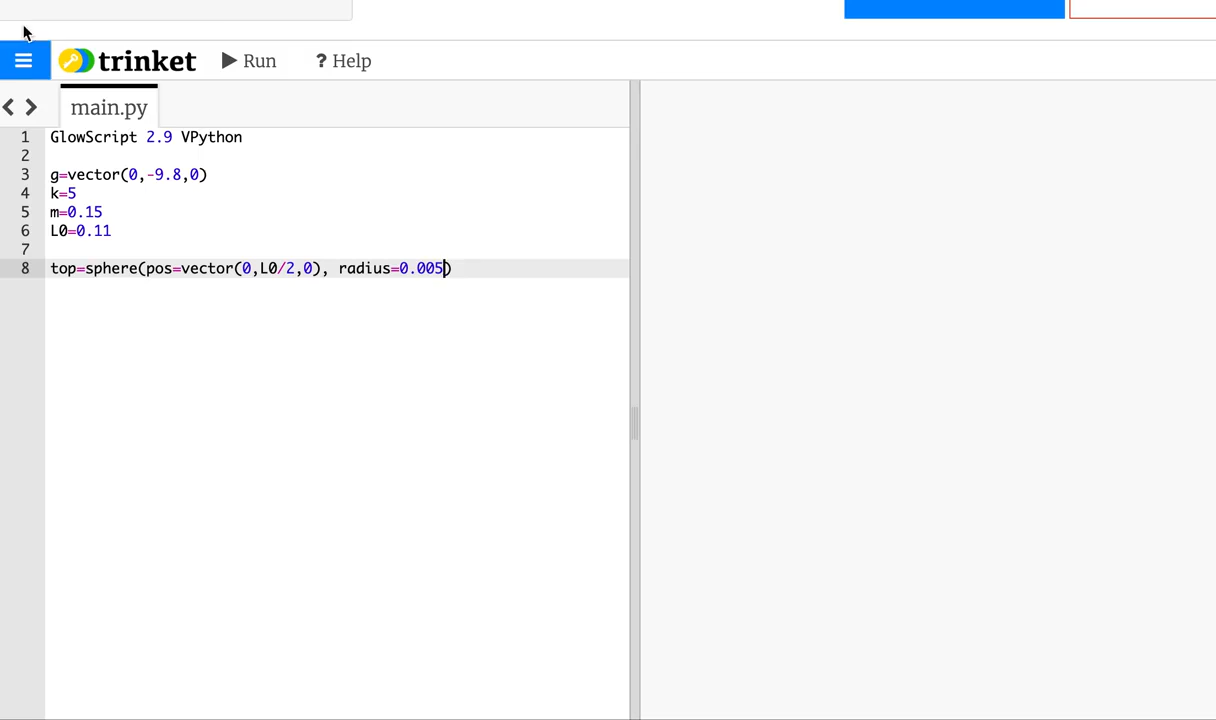 trinket Run ? Help
main.py
1 GlowScript 2.9 VPython
2
3 g=vector(0,-9.8,0)
4 k=5
5 m=0.15
6 L0=0.11
7
8 top=sphere(pos=vector(0,L0/2,0), radius=0.005)